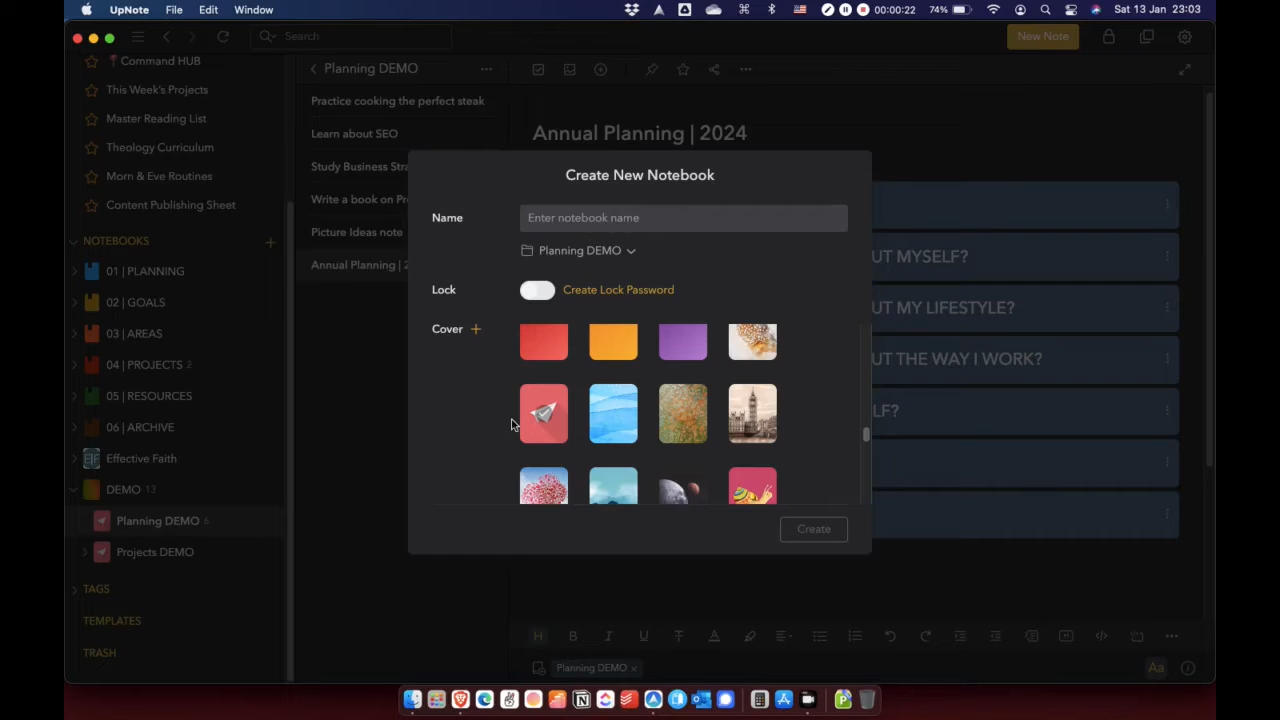 UpNote File Edit Window 00:00:22 74% Sat 13 Jan 23:03
Search
New Note
Command HUB
This Week's Projects
Master Reading List
Theology Curriculum
Morn & Eve Routines
Content Publishing Sheet
NOTEBOOKS
01 | PLANNING
02 | GOALS
03 | AREAS
04 | PROJECTS 2
05 | RESOURCES
06 | ARCHIVE
Effective Faith
DEMO 13
Planning DEMO 6
Projects DEMO
TAGS
TEMPLATES
TRASH
Planning DEMO
Practice cooking the perfect steak
Learn about SEO
Study Business Stra
Write a book on Pr
Picture Ideas note
Annual Planning | 2
Annual Planning | 2024
UT MYSELF?
UT MY LIFESTYLE?
UT THE WAY I WORK?
LF?
Create New Notebook
Name
Enter notebook name
Planning DEMO
Lock
Create Lock Password
Cover
Create
H B I U T A
Planning DEMO
Aa